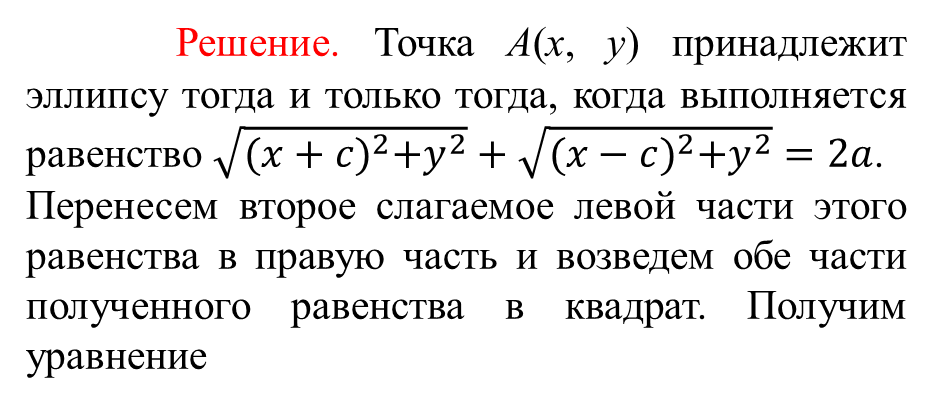 Решение. Точка A(x, y) принадлежит
эллипсу тогда и только тогда, когда выполняется
равенство √((x + c)²+y²) + √((x − c)²+y²) = 2a.
Перенесем второе слагаемое левой части этого
равенства в правую часть и возведем обе части
полученного равенства в квадрат. Получим
уравнение